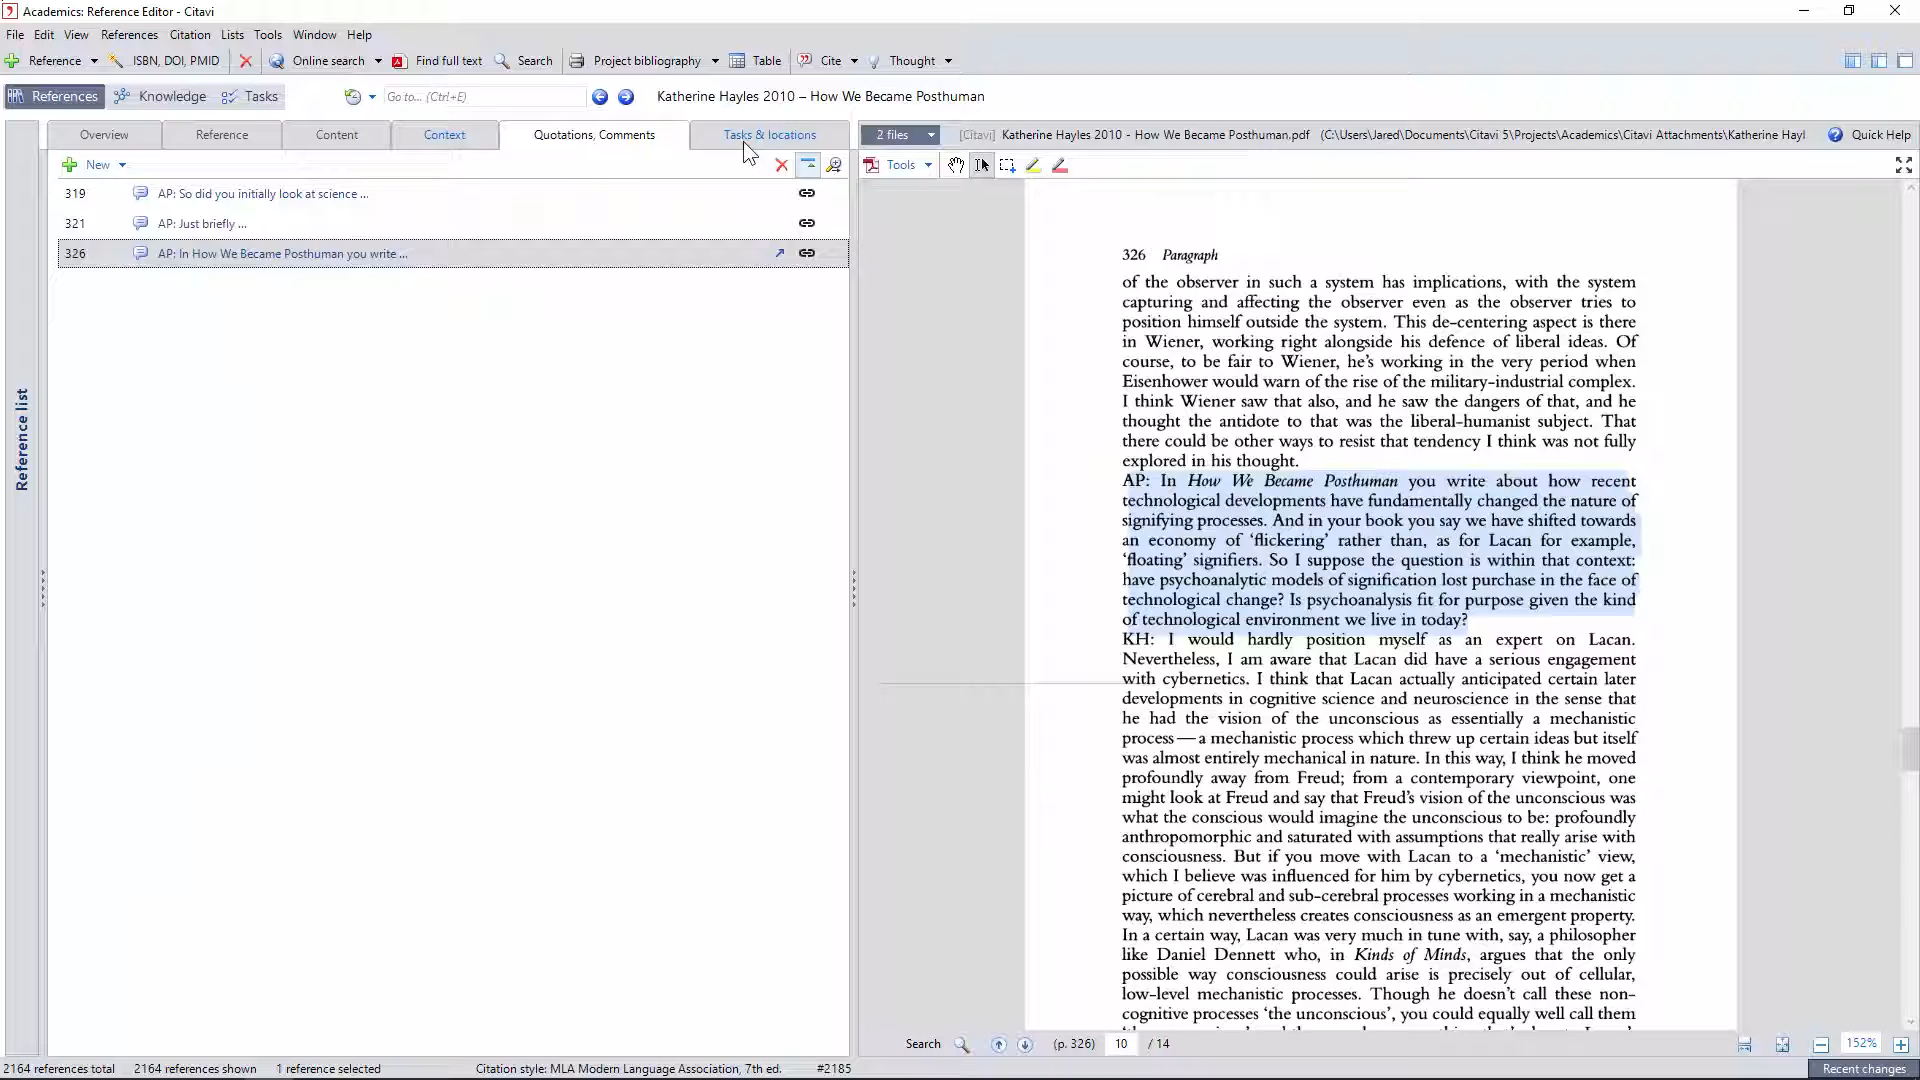 Academics: Reference Editor - Citavi
File Edit View References Citation Lists Tools Window Help
Reference ISBN, DOI, PMID Online search Find full text Search Project bibliography Table Cite Thought
References Knowledge Tasks Go to... (Ctrl+E) Katherine Hayles 2010 – How We Became Posthuman
Overview Reference Content Context Quotations, Comments Tasks & locations
2 files [Citavi] Katherine Hayles 2010 - How We Became Posthuman.pdf (C:\Users\Jared\Documents\Citavi 5\Projects\Academics\Citavi Attachments\Katherine Hayl Quick Help
New
Tools
319 AP: So did you initially look at science ...
321 AP: Just briefly ...
326 AP: In How We Became Posthuman you write ...
Reference list
326 Paragraph
of the observer in such a system has implications, with the system
capturing and affecting the observer even as the observer tries to
position himself outside the system. This de-centering aspect is there
in Wiener, working right alongside his defence of liberal ideas. Of
course, to be fair to Wiener, he's working in the very period when
Eisenhower would warn of the rise of the military-industrial complex.
I think Wiener saw that also, and he saw the dangers of that, and he
thought the antidote to that was the liberal-humanist subject. That
there could be other ways to resist that tendency I think was not fully
explored in his thought.
AP: In How We Became Posthuman you write about how recent
technological developments have fundamentally changed the nature of
signifying processes. And in your book you say we have shifted towards
an economy of ‘flickering’ rather than, as for Lacan for example,
‘floating’ signifiers. So I suppose the question is within that context:
have psychoanalytic models of signification lost purchase in the face of
technological change? Is psychoanalysis fit for purpose given the kind
of technological environment we live in today?
KH: I would hardly position myself as an expert on Lacan.
Nevertheless, I am aware that Lacan did have a serious engagement
with cybernetics. I think that Lacan actually anticipated certain later
developments in cognitive science and neuroscience in the sense that
he had the vision of the unconscious as essentially a mechanistic
process — a mechanistic process which threw up certain ideas but itself
was almost entirely mechanical in nature. In this way, I think he moved
profoundly away from Freud; from a contemporary viewpoint, one
might look at Freud and say that Freud's vision of the unconscious was
what the conscious would imagine the unconscious to be: profoundly
anthropomorphic and saturated with assumptions that really arise with
consciousness. But if you move with Lacan to a ‘mechanistic’ view,
which I believe was influenced for him by cybernetics, you now get a
picture of cerebral and sub-cerebral processes working in a mechanistic
way, which nevertheless creates consciousness as an emergent property.
In a certain way, Lacan was very much in tune with, say, a philosopher
like Daniel Dennett who, in Kinds of Minds, argues that the only
possible way consciousness could arise is precisely out of cellular,
low-level mechanistic processes. Though he doesn't call these non-
cognitive processes ‘the unconscious’, you could equally well call them
Search (p. 326) 10 / 14 152%
2164 references total 2164 references shown 1 reference selected Citation style: MLA Modern Language Association, 7th ed. #2185 Recent changes